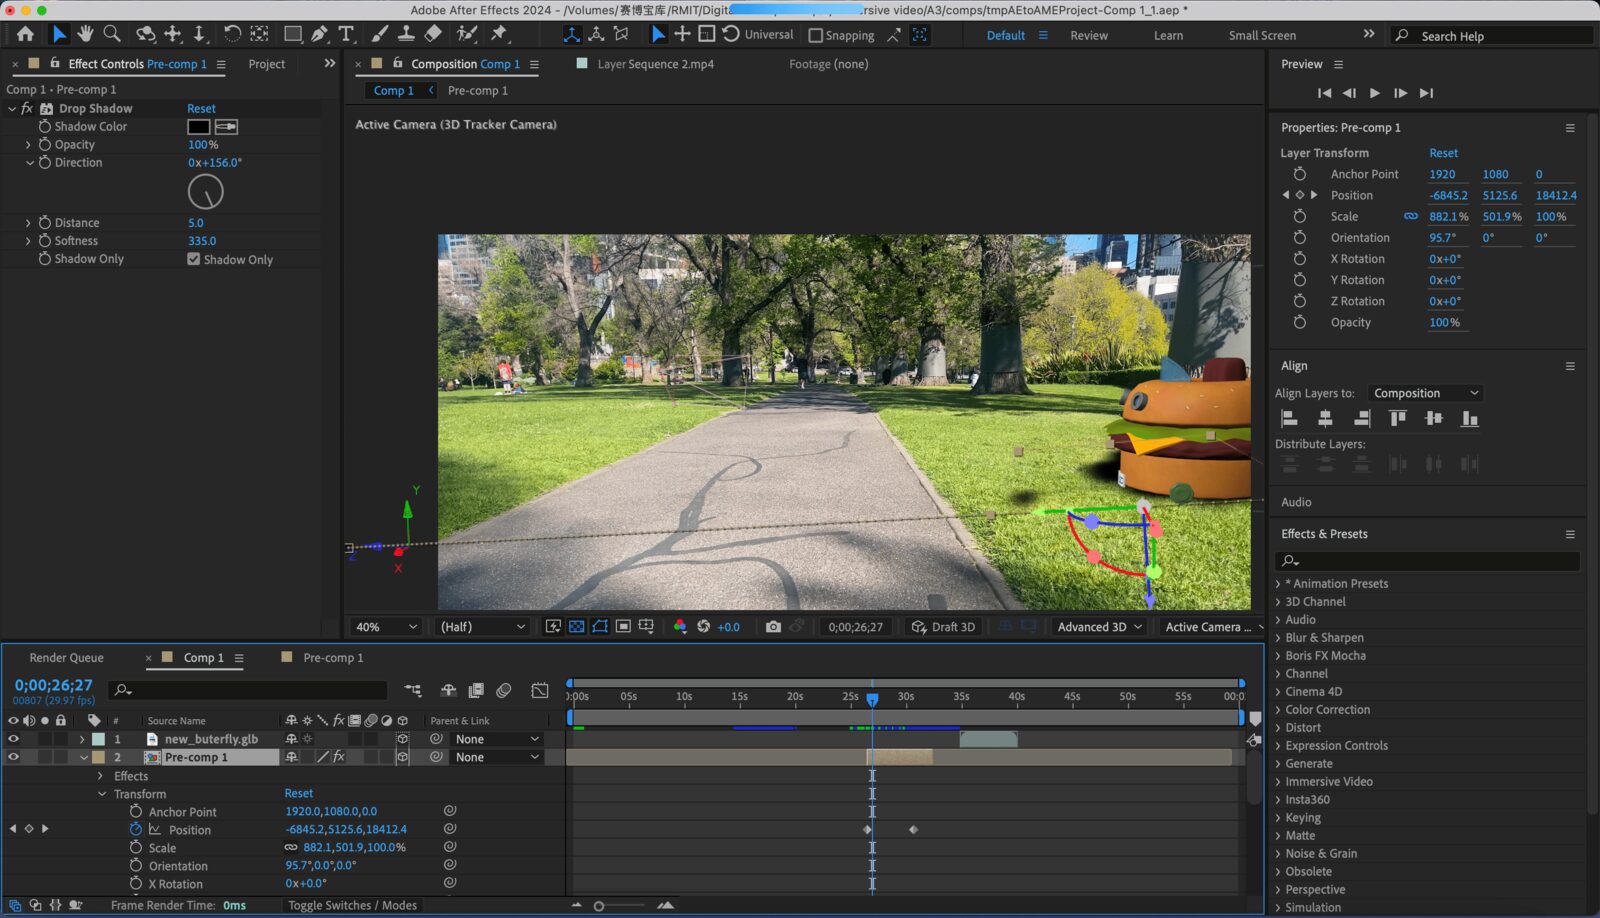 Adobe After Effects 2024 – /Volumes/赛博宝库/RMIT/Digita
ersive video/A3/comps/tmpAEtoAMEProject-Comp 1_1.aep *
Universal
Snapping
Default
Review
Learn
Small Screen
Search Help
Effect Controls Pre-comp 1
Project
Comp 1 • Pre-comp 1
fx Drop Shadow Reset
Shadow Color
Opacity 100%
Direction 0x+156.0°
Distance 5.0
Softness 335.0
Shadow Only Shadow Only
Composition Comp 1
Layer Sequence 2.mp4
Footage (none)
Comp 1
Pre-comp 1
Active Camera (3D Tracker Camera)
Y
Z
X
40%
(Half)
+0.0
0;00;26;27
Draft 3D
Advanced 3D
Active Camera ...
Preview
Properties: Pre-comp 1
Layer Transform Reset
Anchor Point 1920 1080 0
Position -6845.2 5125.6 18412.4
Scale 882.1% 501.9% 100%
Orientation 95.7° 0° 0°
X Rotation 0x+0°
Y Rotation 0x+0°
Z Rotation 0x+0°
Opacity 100%
Align
Align Layers to: Composition
Distribute Layers:
Audio
Effects & Presets
* Animation Presets
3D Channel
Audio
Blur & Sharpen
Boris FX Mocha
Channel
Cinema 4D
Color Correction
Distort
Expression Controls
Generate
Immersive Video
Insta360
Keying
Matte
Noise & Grain
Obsolete
Perspective
Simulation
Render Queue
Comp 1
Pre-comp 1
0;00;26;27
00807 (29.97 fps)
0:00s 05s 10s 15s 20s 25s 30s 35s 40s 45s 50s 55s 00:0
# Source Name fx Parent & Link
1 new_buterfly.glb None
2 Pre-comp 1 fx None
Effects
Transform Reset
Anchor Point 1920.0,1080.0,0.0
Position -6845.2,5125.6,18412.4
Scale 882.1,501.9,100.0%
Orientation 95.7°,0.0°,0.0°
X Rotation 0x+0.0°
Frame Render Time: 0ms
Toggle Switches / Modes